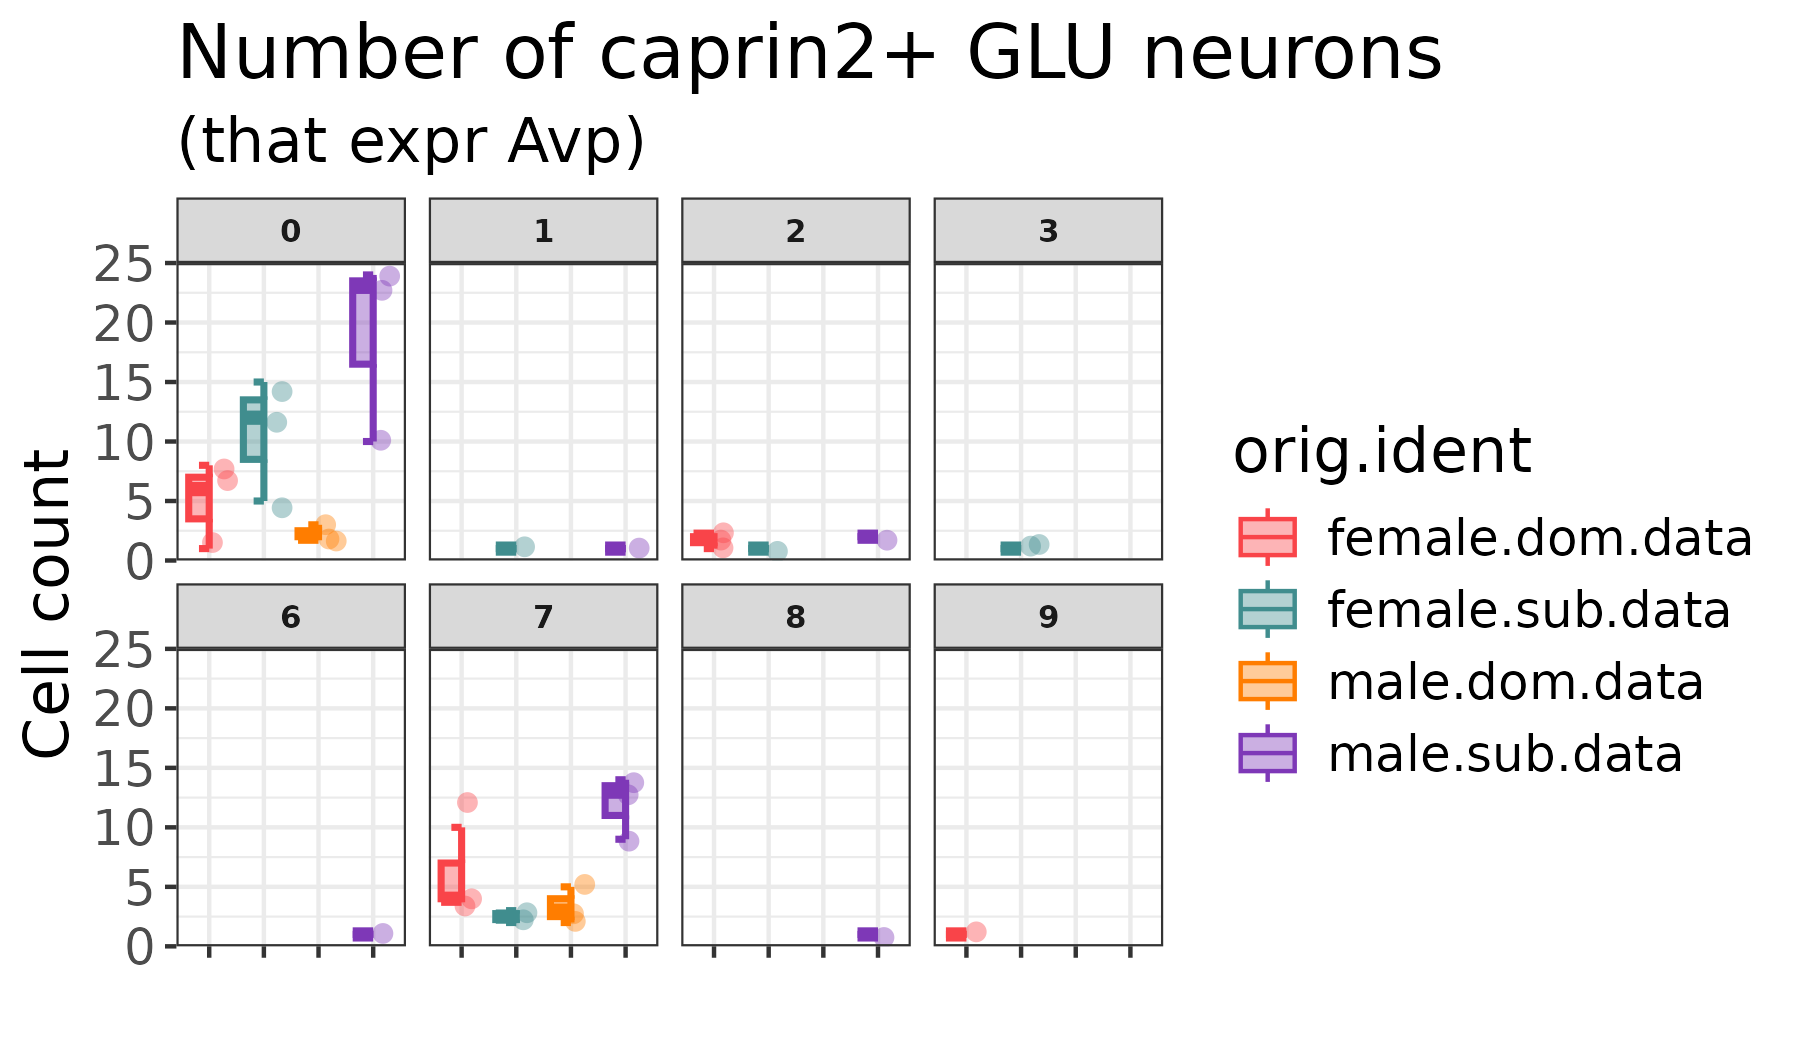 Number of caprin2+ GLU neurons
(that expr Avp)
0 1 2 3
25
20
15
10
5
0
6 7 8 9
25
20
15
10
5
0
Cell count
orig.ident
female.dom.data
female.sub.data
male.dom.data
male.sub.data